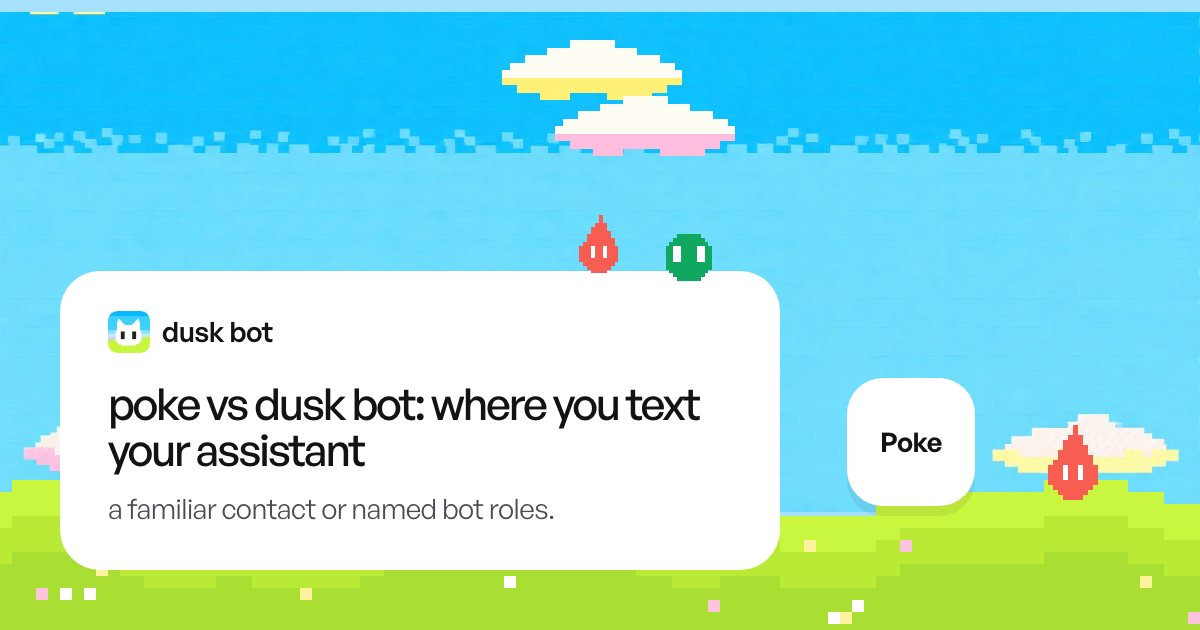 dusk bot
poke vs dusk bot: where you text
your assistant
a familiar contact or named bot roles.
Poke